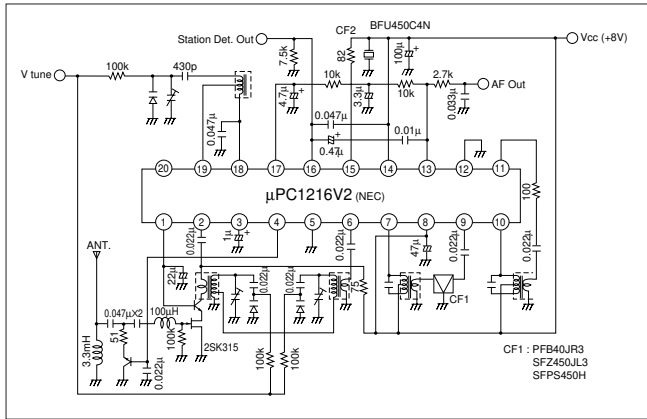 Station Det. Out
CF2
BFU450C4N
Vcc (+8V)
V tune
100k
430p
7.5k
82
100µ
+
10k
2.7k
AF Out
4.7µ
+
3.3µ
+
10k
0.033µ
0.047µ
0.047µ
+
0.47µ
0.01µ
20
19
18
17
16
15
14
13
12
11
µPC1216V2 (NEC)
100
1
2
3
4
5
6
7
8
9
10
ANT.
0.022µ
1µ
+
0.022µ
0.022µ
47µ
+
0.022µ
0.022µ
22µ
+
0.022µ
0.022µ
75
CF1
0.047µX2
100µH
3.3mH
51
0.022µ
100k
2SK315
100k
100k
CF1 : PFB40JR3
SFZ450JL3
SFPS450H